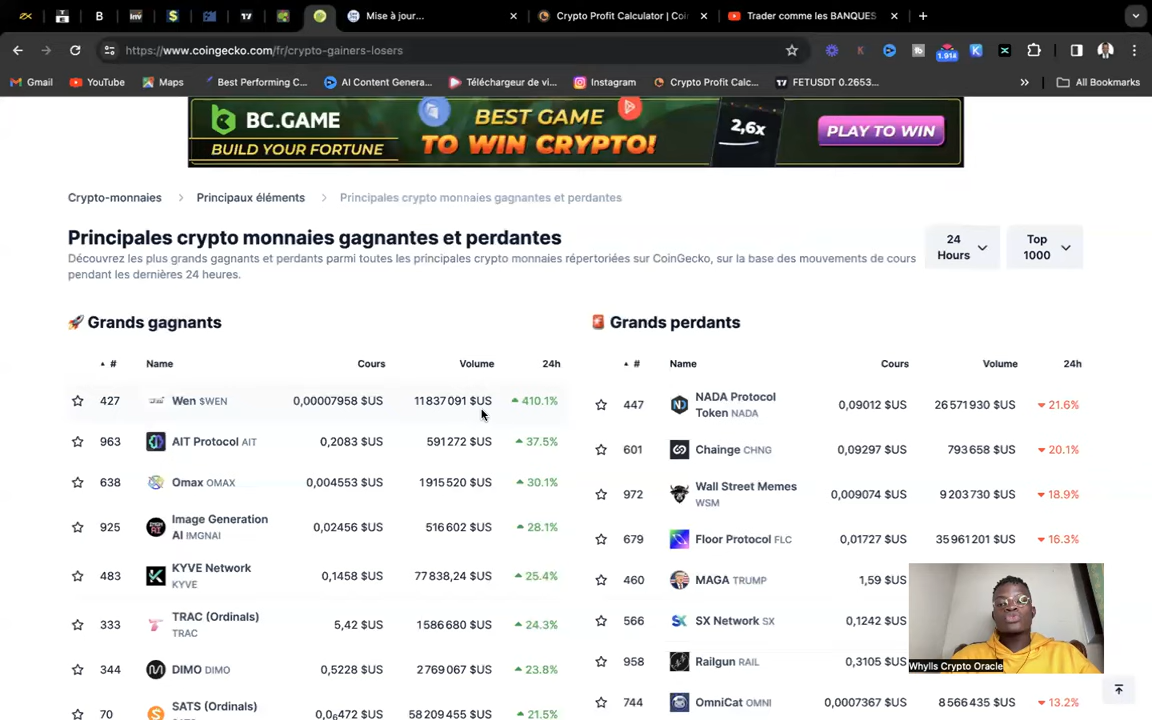 Mise à jour...
Crypto Profit Calculator | Coi
Trader comme les BANQUES
https://www.coingecko.com/fr/crypto-gainers-losers
1.914
Gmail
YouTube
Maps
Best Performing C...
AI Content Genera...
Téléchargeur de vi...
Instagram
Crypto Profit Calc...
FETUSDT 0.2653...
All Bookmarks
BC.GAME
BUILD YOUR FORTUNE
BEST GAME
TO WIN CRYPTO!
2,6x
PLAY TO WIN
Crypto-monnaies > Principaux éléments > Principales crypto monnaies gagnantes et perdantes
Principales crypto monnaies gagnantes et perdantes
Découvrez les plus grands gagnants et perdants parmi toutes les principales crypto monnaies répertoriées sur CoinGecko, sur la base des mouvements de cours
pendant les dernières 24 heures.
24 Hours
Top 1000
Grands gagnants
# Name Cours Volume 24h
427 Wen $WEN 0,00007958 $US 11 837 091 $US 410.1%
963 AIT Protocol AIT 0,2083 $US 591 272 $US 37.5%
638 Omax OMAX 0,004553 $US 1 915 520 $US 30.1%
925 Image Generation AI IMGNAI 0,02456 $US 516 602 $US 28.1%
483 KYVE Network KYVE 0,1458 $US 77 838,24 $US 25.4%
333 TRAC (Ordinals) TRAC 5,42 $US 1 586 680 $US 24.3%
344 DIMO DIMO 0,5228 $US 2 769 067 $US 23.8%
70 SATS (Ordinals) 0,0₆472 $US 58 209 455 $US 21.5%
Grands perdants
# Name Cours Volume 24h
447 NADA Protocol Token NADA 0,09012 $US 26 571 930 $US 21.6%
601 Chainge CHNG 0,09297 $US 793 658 $US 20.1%
972 Wall Street Memes WSM 0,009074 $US 9 203 730 $US 18.9%
679 Floor Protocol FLC 0,01727 $US 35 961 201 $US 16.3%
460 MAGA TRUMP 1,59 $US
566 SX Network SX 0,1242 $US
958 Railgun RAIL 0,3105 $US
744 OmniCat OMNI 0,0007367 $US 8 566 435 $US 13.2%
Whylls Crypto Oracle